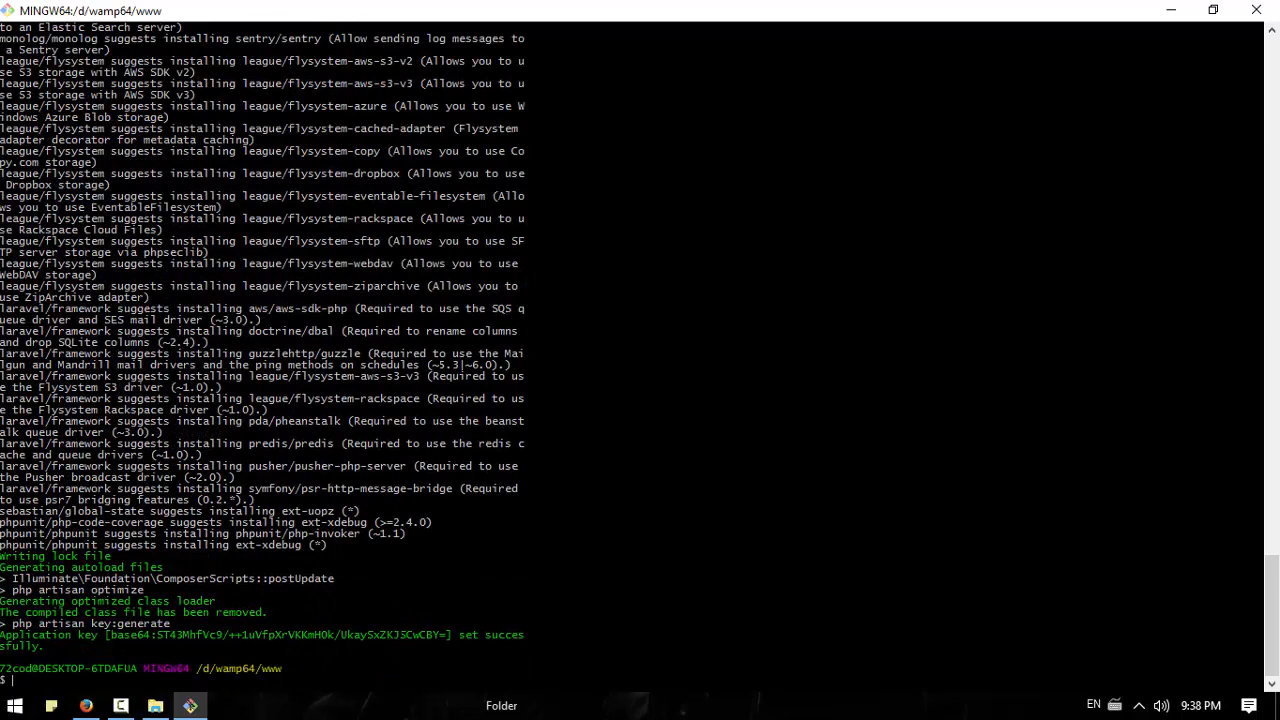 MINGW64:/d/wamp64/www
to an Elastic Search server)
monolog/monolog suggests installing sentry/sentry (Allow sending log messages to
 a Sentry server)
league/flysystem suggests installing league/flysystem-aws-s3-v2 (Allows you to u
se S3 storage with AWS SDK v2)
league/flysystem suggests installing league/flysystem-aws-s3-v3 (Allows you to u
se S3 storage with AWS SDK v3)
league/flysystem suggests installing league/flysystem-azure (Allows you to use W
indows Azure Blob storage)
league/flysystem suggests installing league/flysystem-cached-adapter (Flysystem
adapter decorator for metadata caching)
league/flysystem suggests installing league/flysystem-copy (Allows you to use Co
py.com storage)
league/flysystem suggests installing league/flysystem-dropbox (Allows you to use
 Dropbox storage)
league/flysystem suggests installing league/flysystem-eventable-filesystem (Allo
ws you to use EventableFilesystem)
league/flysystem suggests installing league/flysystem-rackspace (Allows you to u
se Rackspace Cloud Files)
league/flysystem suggests installing league/flysystem-sftp (Allows you to use SF
TP server storage via phpseclib)
league/flysystem suggests installing league/flysystem-webdav (Allows you to use
WebDAV storage)
league/flysystem suggests installing league/flysystem-ziparchive (Allows you to
use ZipArchive adapter)
laravel/framework suggests installing aws/aws-sdk-php (Required to use the SQS q
ueue driver and SES mail driver (~3.0).)
laravel/framework suggests installing doctrine/dbal (Required to rename columns
and drop SQLite columns (~2.4).)
laravel/framework suggests installing guzzlehttp/guzzle (Required to use the Mai
lgun and Mandrill mail drivers and the ping methods on schedules (~5.3|~6.0).)
laravel/framework suggests installing league/flysystem-aws-s3-v3 (Required to us
e the Flysystem S3 driver (~1.0).)
laravel/framework suggests installing league/flysystem-rackspace (Required to us
e the Flysystem Rackspace driver (~1.0).)
laravel/framework suggests installing pda/pheanstalk (Required to use the beanst
alk queue driver (~3.0).)
laravel/framework suggests installing predis/predis (Required to use the redis c
ache and queue drivers (~1.0).)
laravel/framework suggests installing pusher/pusher-php-server (Required to use
the Pusher broadcast driver (~2.0).)
laravel/framework suggests installing symfony/psr-http-message-bridge (Required
to use psr7 bridging features (0.2.*).)
sebastian/global-state suggests installing ext-uopz (*)
phpunit/php-code-coverage suggests installing ext-xdebug (>=2.4.0)
phpunit/phpunit suggests installing phpunit/php-invoker (~1.1)
phpunit/phpunit suggests installing ext-xdebug (*)
Writing lock file
Generating autoload files
> Illuminate\Foundation\ComposerScripts::postUpdate
> php artisan optimize
Generating optimized class loader
The compiled class file has been removed.
> php artisan key:generate
Application key [base64:ST43MhfVc9/++1uVfpXrVKKmHOk/UkaySxZKJ5CwCBY=] set succes
sfully.
72cod@DESKTOP-6TDAFUA MINGW64 /d/wamp64/www
$
Folder
EN
9:38 PM